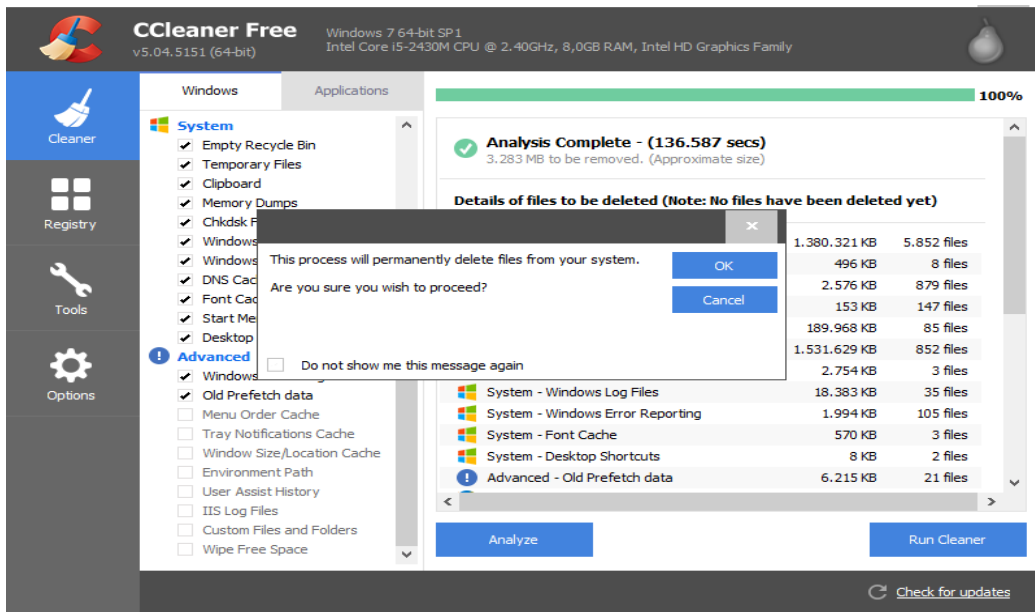 CCleaner Free
v5.04.5151 (64-bit)
Windows 7 64-bit SP1
Intel Core i5-2430M CPU @ 2.40GHz, 8,0GB RAM, Intel HD Graphics Family
Cleaner
Registry
Tools
Options
Windows
Applications
System
Empty Recycle Bin
Temporary Files
Clipboard
Memory Dumps
Chkdsk F
Windows
Windows
DNS Cac
Font Cac
Start Me
Desktop
Advanced
Windows
Old Prefetch data
Menu Order Cache
Tray Notifications Cache
Window Size/Location Cache
Environment Path
User Assist History
IIS Log Files
Custom Files and Folders
Wipe Free Space
100%
Analysis Complete - (136.587 secs)
3.283 MB to be removed. (Approximate size)
Details of files to be deleted (Note: No files have been deleted yet)
This process will permanently delete files from your system.
Are you sure you wish to proceed?
OK
Cancel
Do not show me this message again
1.380.321 KB 5.852 files
496 KB 8 files
2.576 KB 879 files
153 KB 147 files
189.968 KB 85 files
1.531.629 KB 852 files
2.754 KB 3 files
System - Windows Log Files 18.383 KB 35 files
System - Windows Error Reporting 1.994 KB 105 files
System - Font Cache 570 KB 3 files
System - Desktop Shortcuts 8 KB 2 files
Advanced - Old Prefetch data 6.215 KB 21 files
Analyze
Run Cleaner
Check for updates